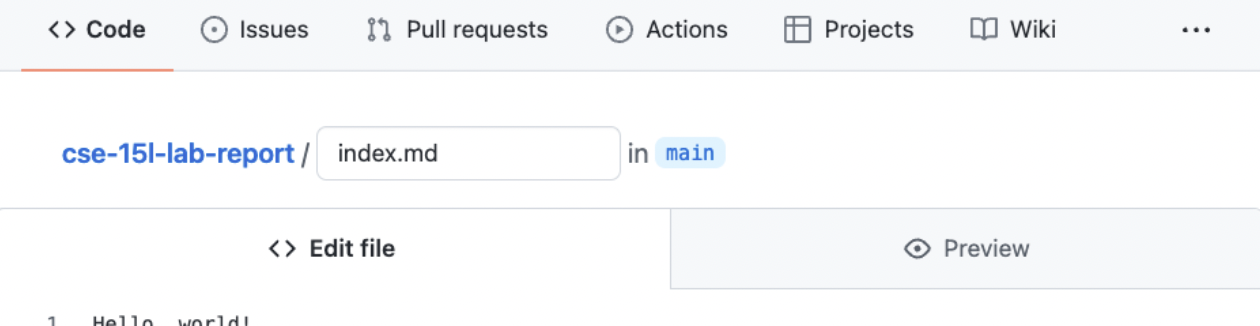 <> Code Issues Pull requests Actions Projects Wiki ...
cse-15l-lab-report / index.md in main
<> Edit file Preview
1 Hello, world!